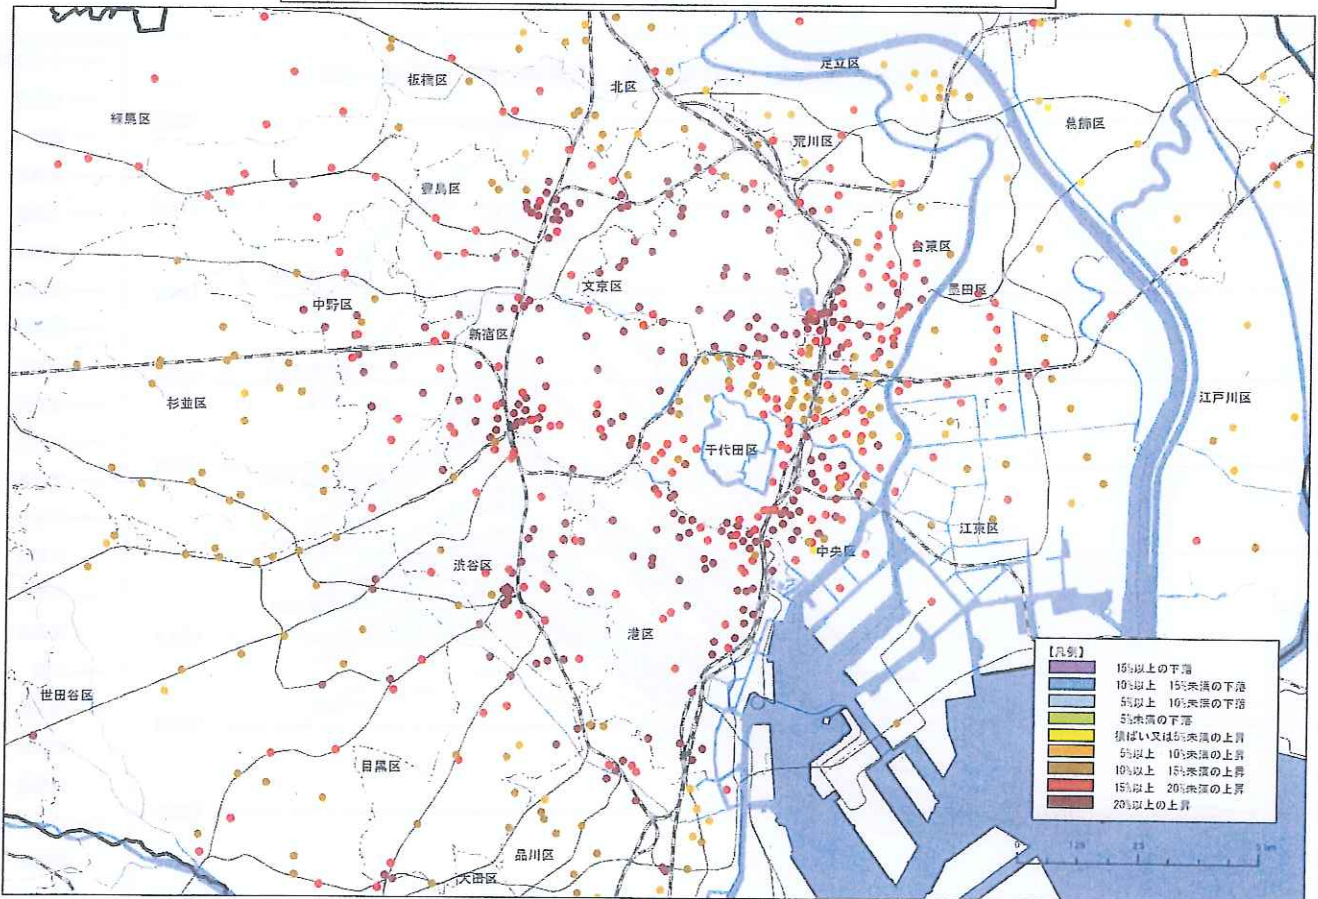 足立区
板橋区
北区
練馬区
葛飾区
荒川区
豊島区
台東区
文京区
墨田区
中野区
新宿区
杉並区
江戸川区
千代田区
江東区
中央区
渋谷区
港区
世田谷区
目黒区
品川区
大田区
【凡例】
15%以上の下落
10%以上 15%未満の下落
5%以上 10%未満の下落
5%未満の下落
横ばい又は5%未満の上昇
5%以上 10%未満の上昇
10%以上 15%未満の上昇
15%以上 20%未満の上昇
20%以上の上昇
0 1.25 2.5 5 km